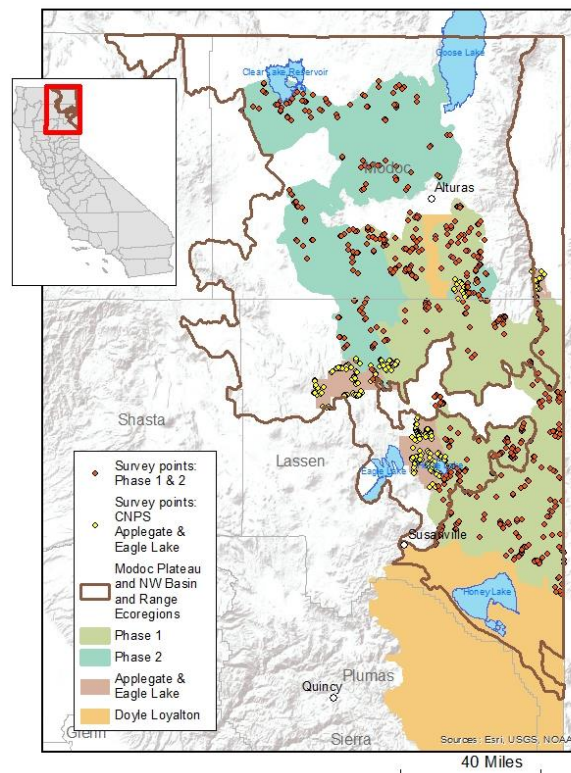 Goose Lake
Clear Lake Reservoir
Modoc
Alturas
Shasta
Lassen
Eagle Lake
Susanville
Honey Lake
Plumas
Quincy
Sierra
Glenn
Survey points:
Phase 1 & 2
Survey points:
CNPS
Applegate &
Eagle Lake
Modoc Plateau
and NW Basin
and Range
Ecoregions
Phase 1
Phase 2
Applegate &
Eagle Lake
Doyle Loyalton
Sources: Esri, USGS, NOAA
40 Miles